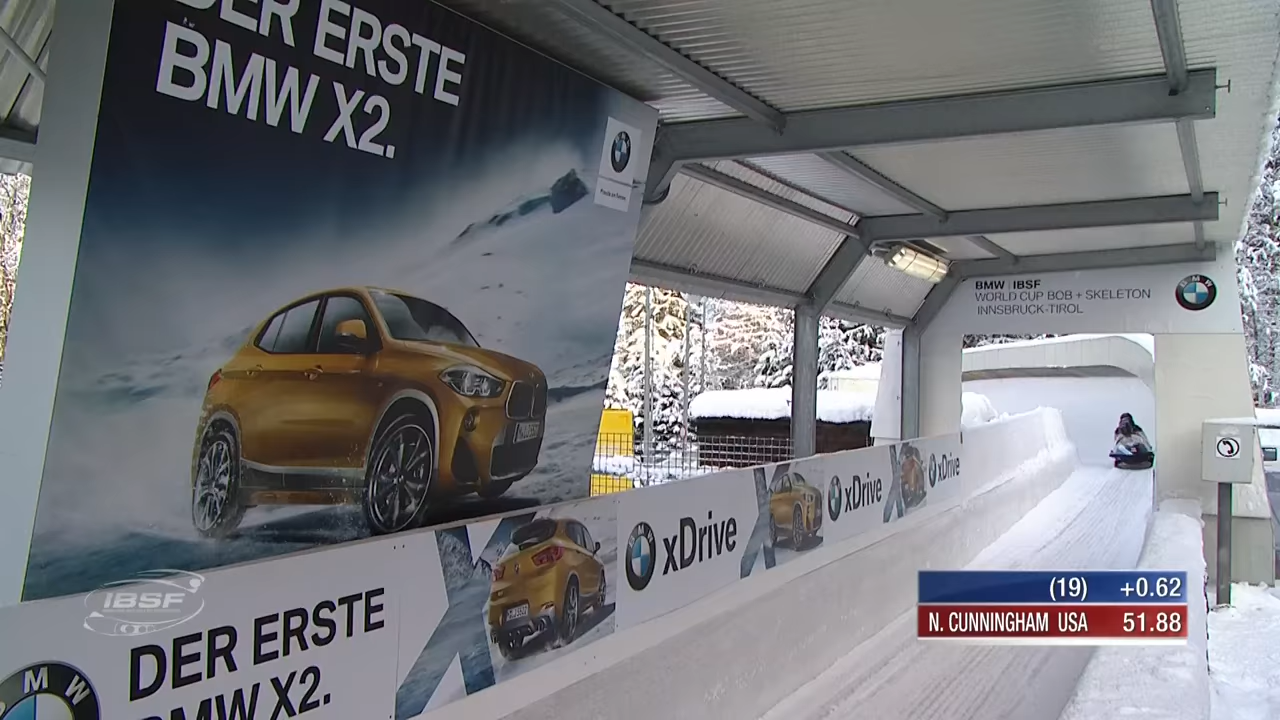 DER ERSTE
BMW X2.
BMW | IBSF
WORLD CUP BOB + SKELETON
INNSBRUCK-TIROL
BMW
xDrive
xDrive
xDrive
IBSF
DER ERSTE
BMW X2.
BMW
(19) +0.62
N. CUNNINGHAM USA 51.88